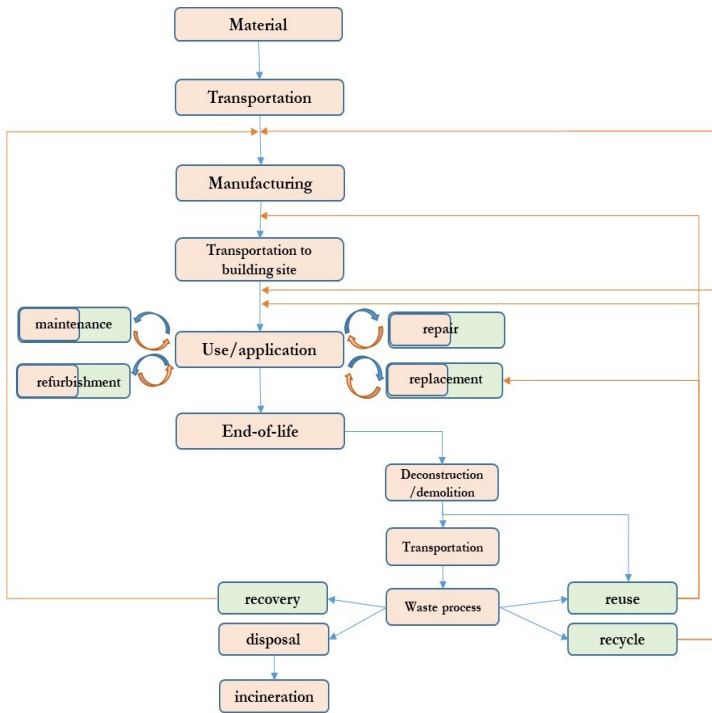 Material
Transportation
Manufacturing
Transportation to
building site
maintenance
repair
Use/application
refurbishment
replacement
End-of-life
Deconstruction
/demolition
Transportation
recovery
Waste process
reuse
disposal
recycle
incineration